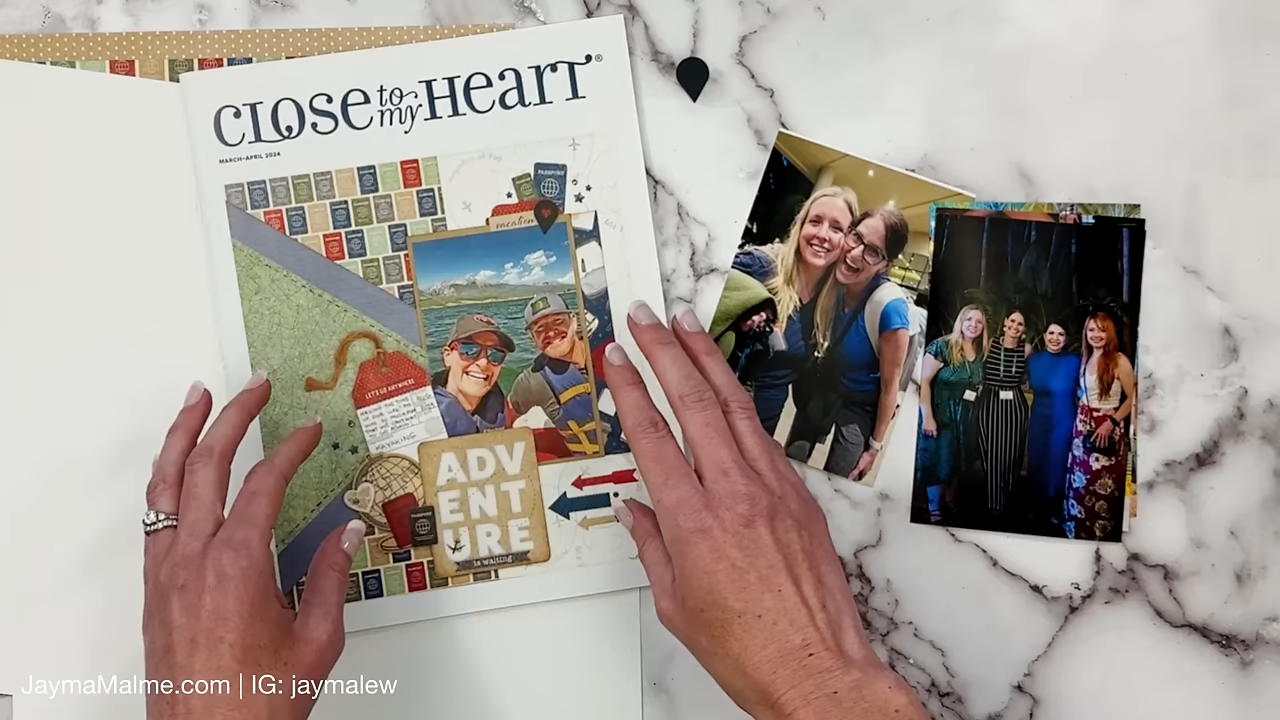 CLOSE to my HEART®
MARCH–APRIL 2024
PASSPORT
vacation
LET'S GO ANYWHERE
KAYAKING
ADV
ENT
URE
is waiting
JaymaMalme.com | IG: jaymalew